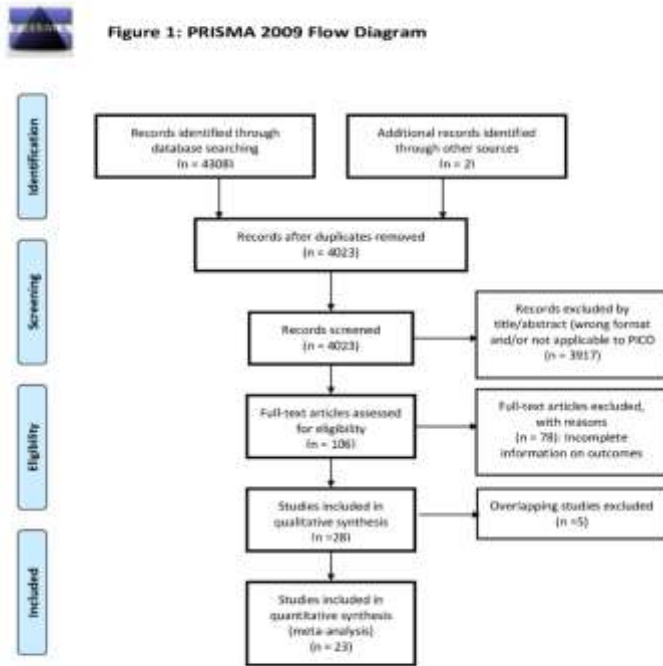 Figure 1: PRISMA 2009 Flow Diagram
Identification
Records identified through
database searching
(n = 4308)
Additional records identified
through other sources
(n = 2)
Records after duplicates removed
(n = 4023)
Screening
Records screened
(n = 4023)
Records excluded by
title/abstract (wrong format
and/or not applicable to PICO
(n = 3917)
Eligibility
Full-text articles assessed
for eligibility
(n = 106)
Full-text articles excluded,
with reasons
(n = 78): Incomplete
information on outcomes
Studies included in
qualitative synthesis
(n =28)
Overlapping studies excluded
(n =5)
Included
Studies included in
quantitative synthesis
(meta-analysis)
(n = 23)